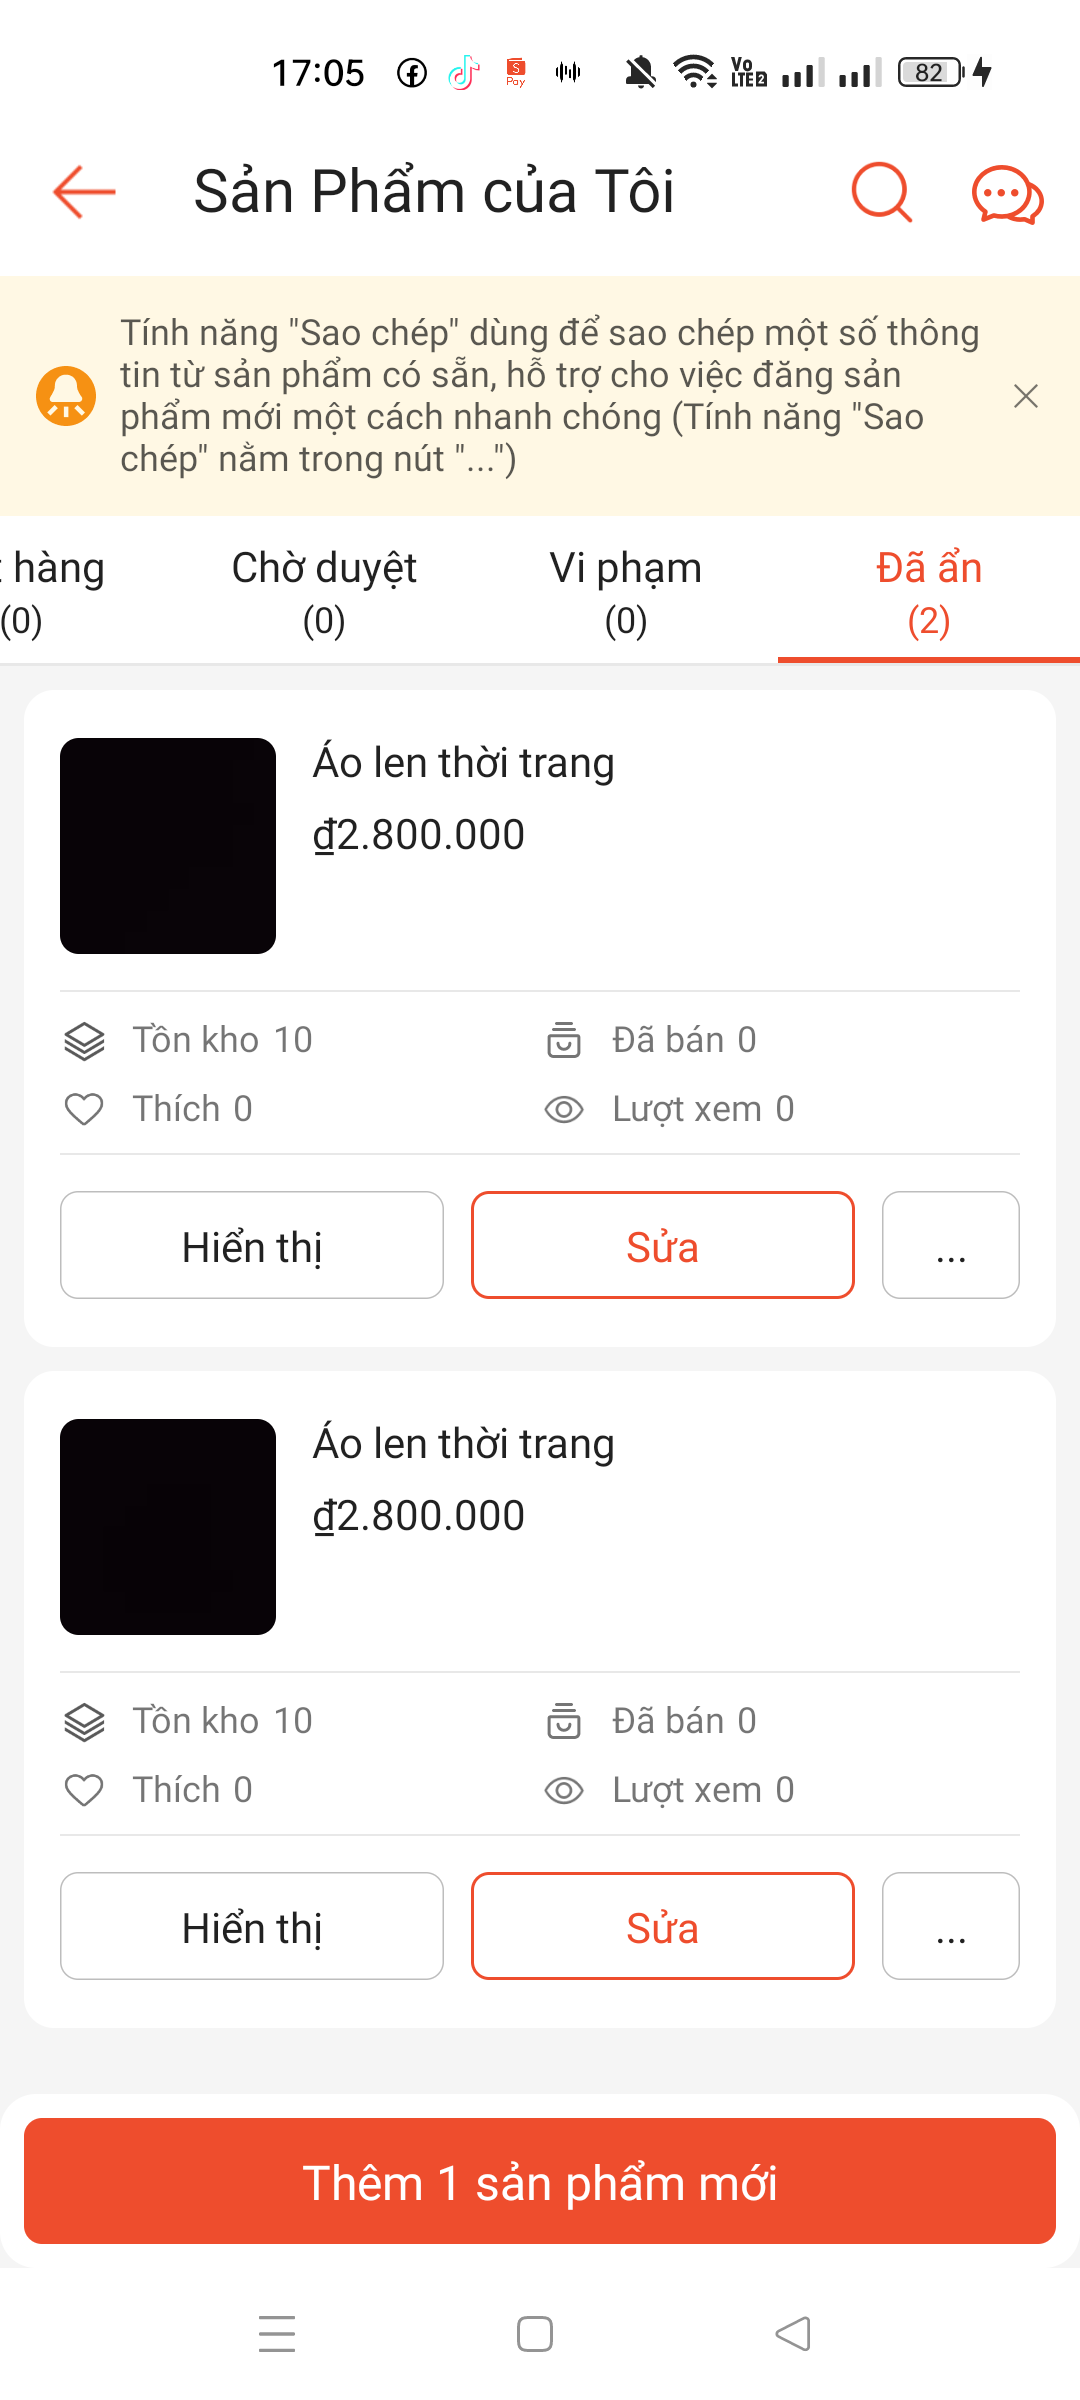 17:05
Pay
Vo
LTE 2
82
Sản Phẩm của Tôi
Tính năng "Sao chép" dùng để sao chép một số thông
tin từ sản phẩm có sẵn, hỗ trợ cho việc đăng sản
phẩm mới một cách nhanh chóng (Tính năng "Sao
chép" nằm trong nút "...")
hàng
(0)
Chờ duyệt
(0)
Vi phạm
(0)
Đã ẩn
(2)
Áo len thời trang
₫2.800.000
Tồn kho 10
Đã bán 0
Thích 0
Lượt xem 0
Hiển thị
Sửa
...
Áo len thời trang
₫2.800.000
Tồn kho 10
Đã bán 0
Thích 0
Lượt xem 0
Hiển thị
Sửa
...
Thêm 1 sản phẩm mới